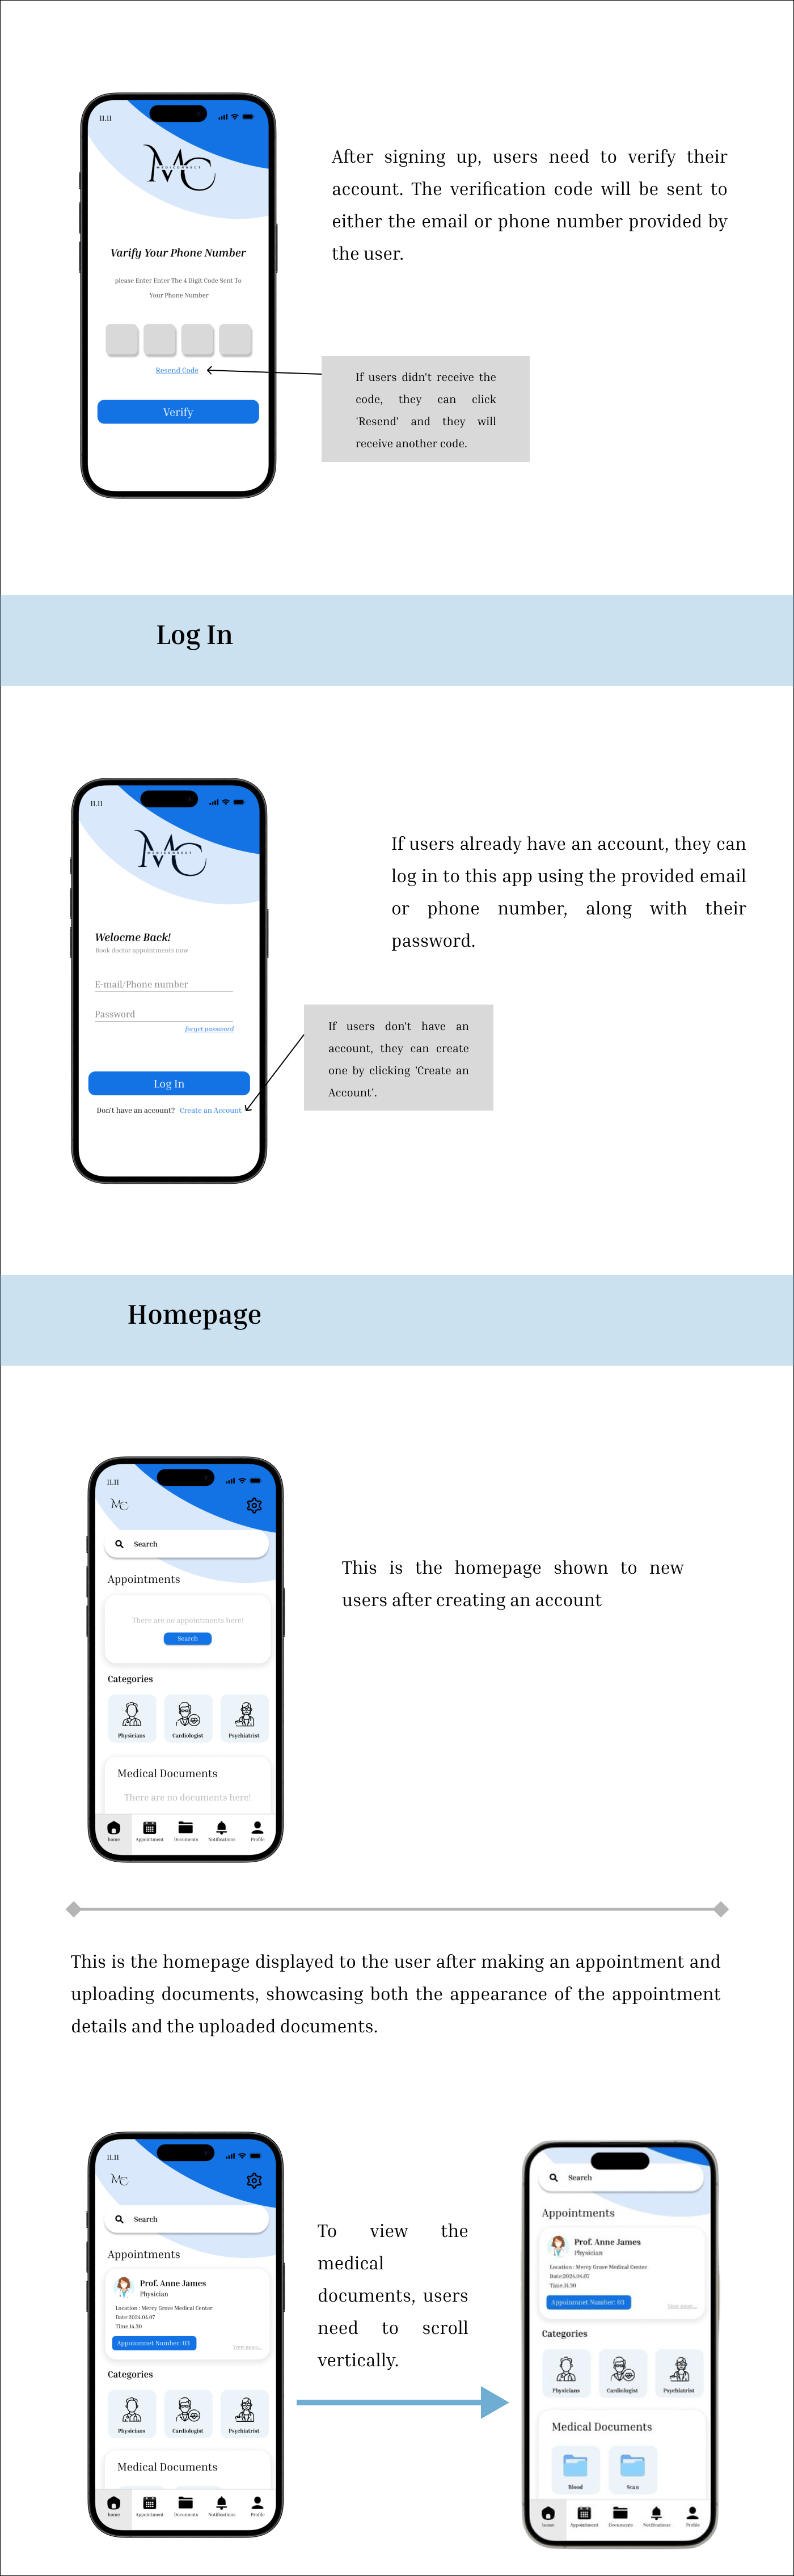 11.11
MC
MEDICONNECT
After signing up, users need to verify their
account. The verification code will be sent to
either the email or phone number provided by
the user.
Varify Your Phone Number
please Enter Enter The 4 Digit Code Sent To
Your Phone Number
Resend Code
Verify
If users didn't receive the
code, they can click
'Resend' and they will
receive another code.
Log In
11.11
MC
MEDICONNECT
If users already have an account, they can
log in to this app using the provided email
or phone number, along with their
password.
Welocme Back!
Book doctor appointments now
E-mail/Phone number
Password
forget password
Log In
Don't have an account? Create an Account
If users don't have an
account, they can create
one by clicking 'Create an
Account'.
Homepage
11.11
MC
Search
Appointments
There are no appointments here!
Search
Categories
Physicians
Cardiologist
Psychiatrist
Medical Documents
There are no documents here!
home
Appointment
Documents
Notifications
Profile
This is the homepage shown to new
users after creating an account
This is the homepage displayed to the user after making an appointment and
uploading documents, showcasing both the appearance of the appointment
details and the uploaded documents.
11.11
MC
Search
Appointments
Prof. Anne James
Physician
Location : Mercy Grove Medical Center
Date:2024.04.07
Time.14.30
Appoinmnet Number: 03
View more...
Categories
Physicians
Cardiologist
Psychiatrist
Medical Documents
home
Appointment
Documents
Notifications
Profile
To view the
medical
documents, users
need to scroll
vertically.
Search
Appointments
Prof. Anne James
Physician
Location : Mercy Grove Medical Center
Date:2024.04.07
Time.14.30
Appoinmnet Number: 03
View more...
Categories
Physicians
Cardiologist
Psychiatrist
Medical Documents
Blood
Scan
home
Appointment
Documents
Notifications
Profile